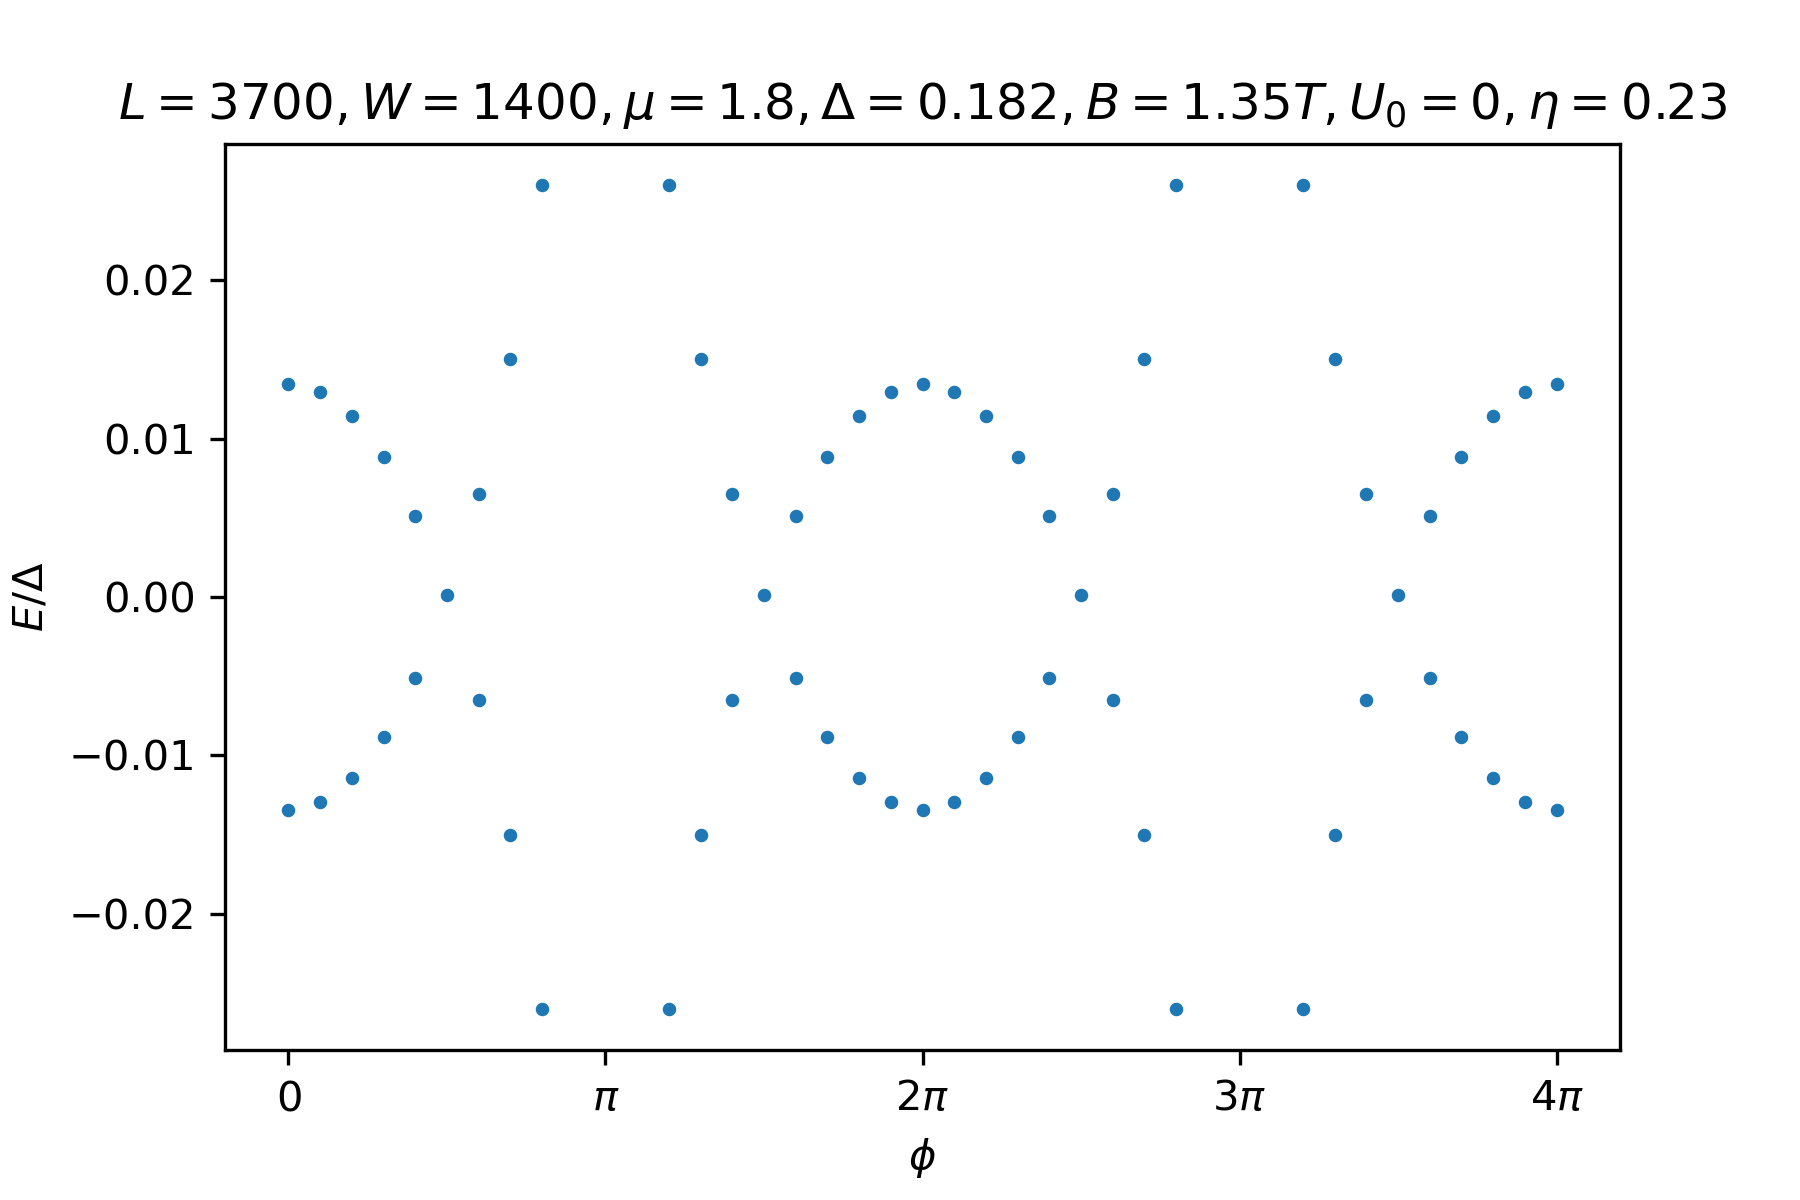 L = 3700, W = 1400, μ = 1.8, Δ = 0.182, B = 1.35T, U₀ = 0, η = 0.23
0.02
0.01
0.00
−0.01
−0.02
E/Δ
0 π 2π 3π 4π
ϕ